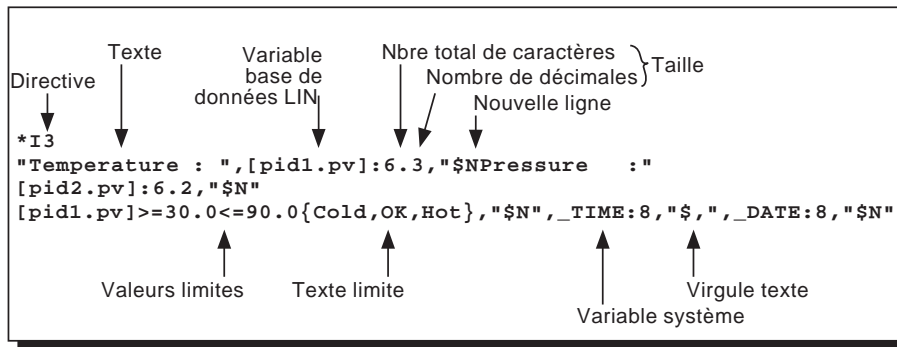 Texte
Variable
base de
données LIN
Nbre total de caractères
Nombre de décimales
Taille
Directive
Nouvelle ligne
*I3
"Temperature : ",[pid1.pv]:6.3,"$NPressure   :"
[pid2.pv]:6.2,"$N"
[pid1.pv]>=30.0<=90.0{Cold,OK,Hot},"$N",_TIME:8,"$,",_DATE:8,"$N"
Valeurs limites
Texte limite
Virgule texte
Variable système